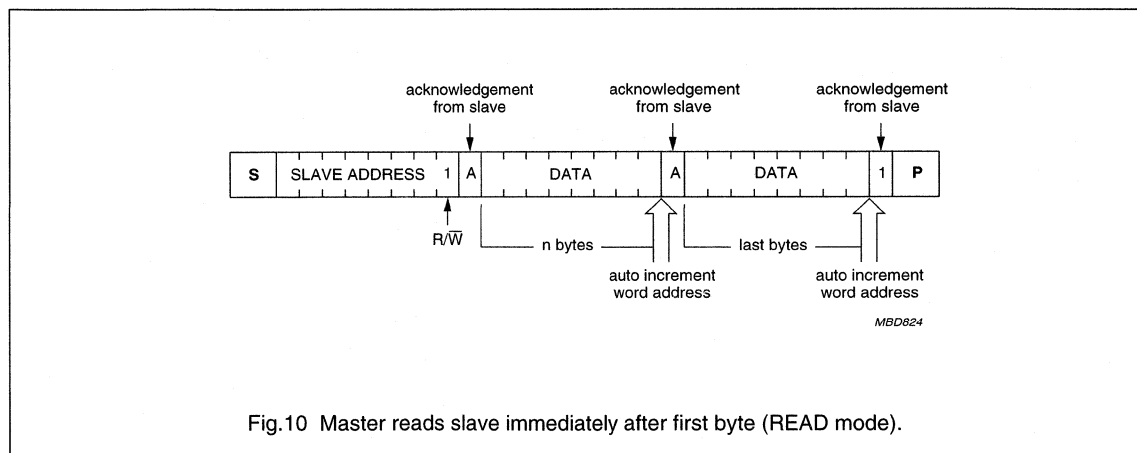 acknowledgement
from slave
acknowledgement
from slave
acknowledgement
from slave
S SLAVE ADDRESS 1 A DATA A DATA 1 P
R/W̅
n bytes
last bytes
auto increment
word address
auto increment
word address
MBD824
Fig.10 Master reads slave immediately after first byte (READ mode).